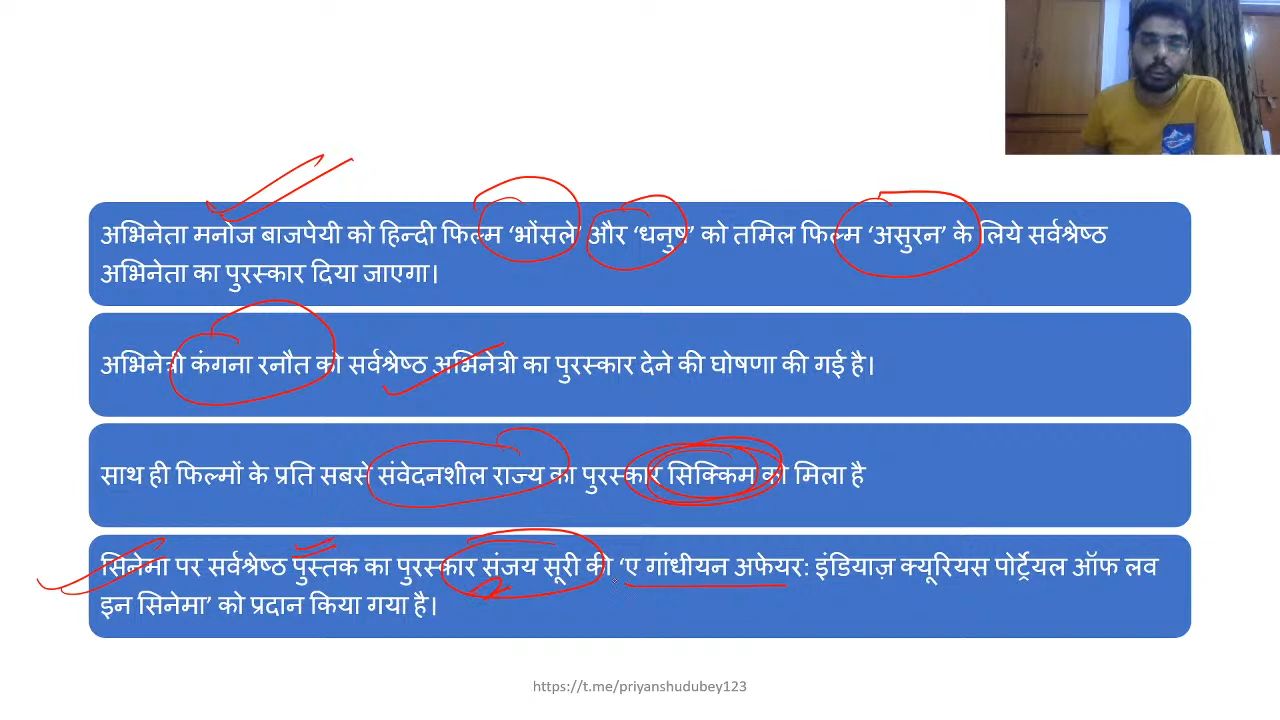 अभिनेता मनोज बाजपेयी को हिन्दी फिल्म ‘भोंसले’ और ‘धनुष’ को तमिल फिल्म ‘असुरन’ के लिये सर्वश्रेष्ठ
अभिनेता का पुरस्कार दिया जाएगा।
अभिनेत्री कंगना रनौत को सर्वश्रेष्ठ अभिनेत्री का पुरस्कार देने की घोषणा की गई है।
साथ ही फिल्मों के प्रति सबसे संवेदनशील राज्य का पुरस्कार सिक्किम को मिला है
सिनेमा पर सर्वश्रेष्ठ पुस्तक का पुरस्कार संजय सूरी की ‘ए गांधीयन अफेयर: इंडियाज़ क्यूरियस पोर्ट्रेयल ऑफ लव
इन सिनेमा’ को प्रदान किया गया है।
https://t.me/priyanshudubey123